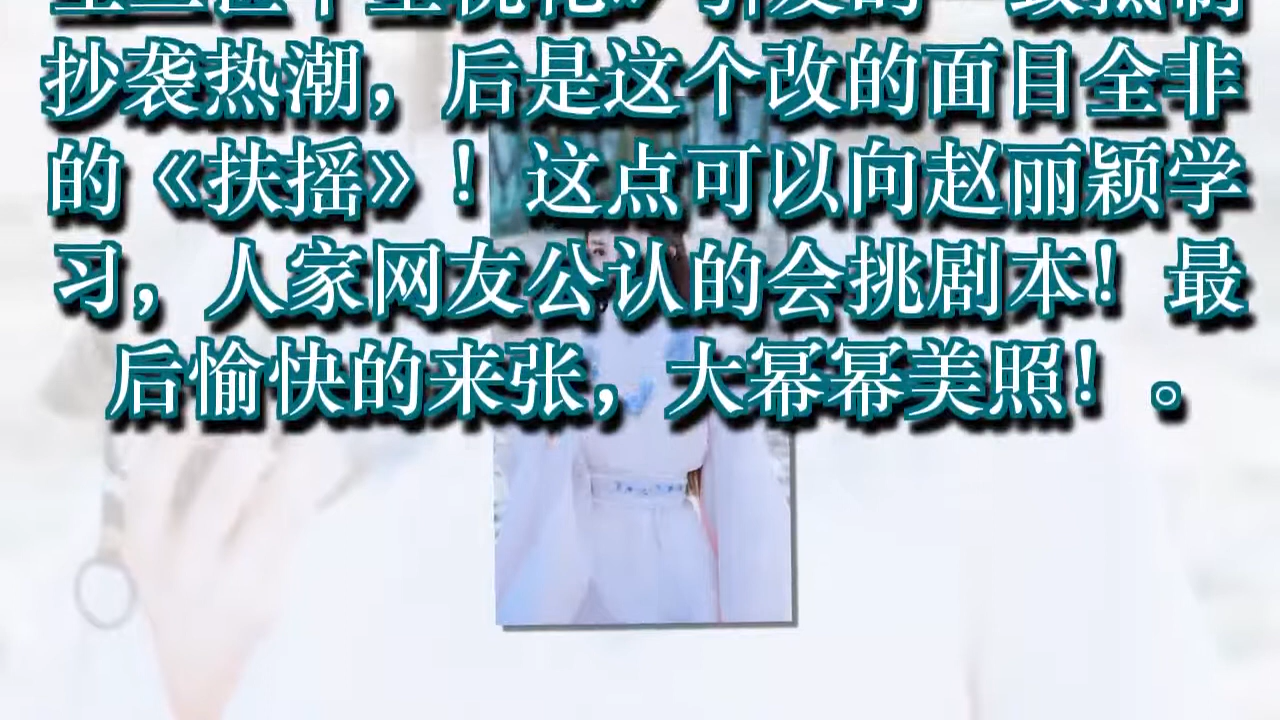 抄袭热潮，后是这个改的面目全非
的《扶摇》！这点可以向赵丽颖学
习，人家网友公认的会挑剧本！最
后愉快的来张，大幂幂美照！。